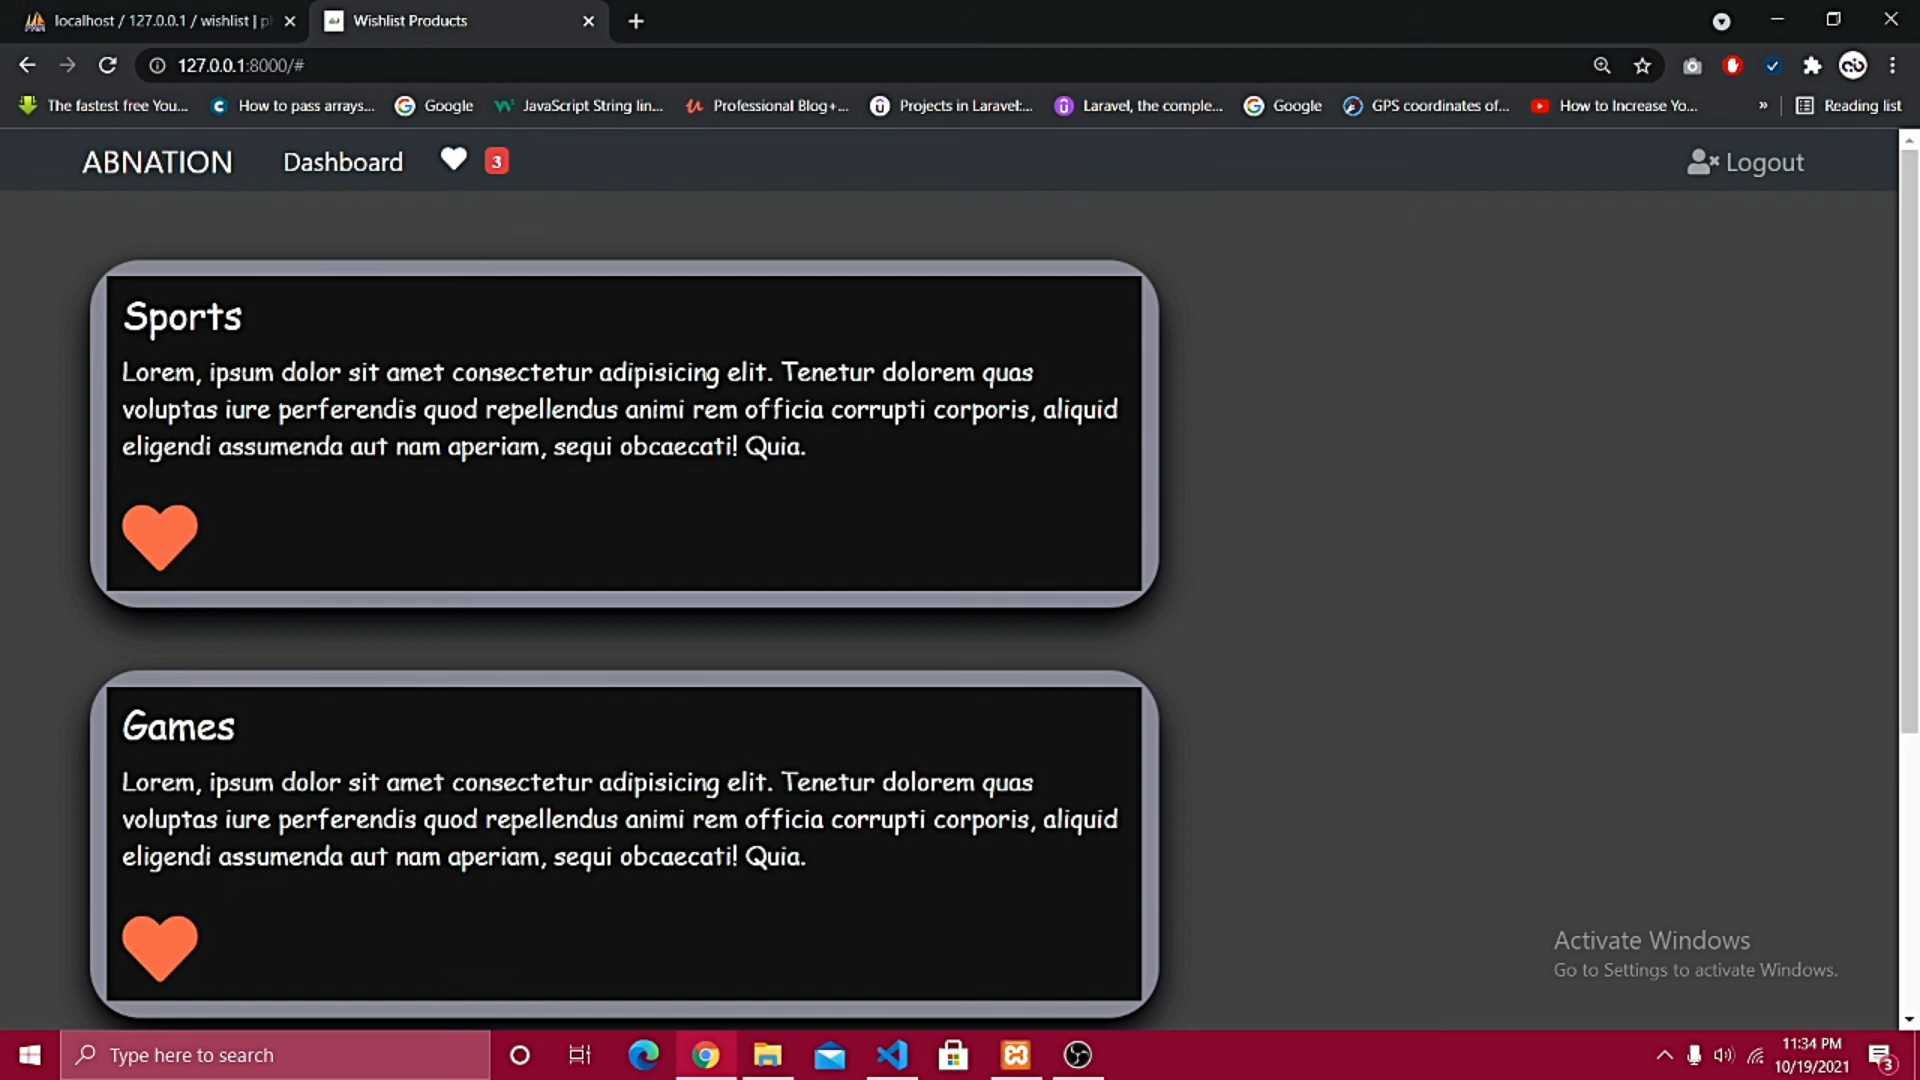 localhost / 127.0.0.1 / wishlist | p
Wishlist Products
127.0.0.1:8000/#
The fastest free You...
How to pass arrays...
Google
JavaScript String lin...
Professional Blog+...
Projects in Laravel:...
Laravel, the comple...
Google
GPS coordinates of...
How to Increase Yo...
»
Reading list
ABNATION
Dashboard
3
Logout
Sports
Lorem, ipsum dolor sit amet consectetur adipisicing elit. Tenetur dolorem quas
voluptas iure perferendis quod repellendus animi rem officia corrupti corporis, aliquid
eligendi assumenda aut nam aperiam, sequi obcaecati! Quia.
Games
Lorem, ipsum dolor sit amet consectetur adipisicing elit. Tenetur dolorem quas
voluptas iure perferendis quod repellendus animi rem officia corrupti corporis, aliquid
eligendi assumenda aut nam aperiam, sequi obcaecati! Quia.
Activate Windows
Go to Settings to activate Windows.
Type here to search
11:34 PM
10/19/2021
3